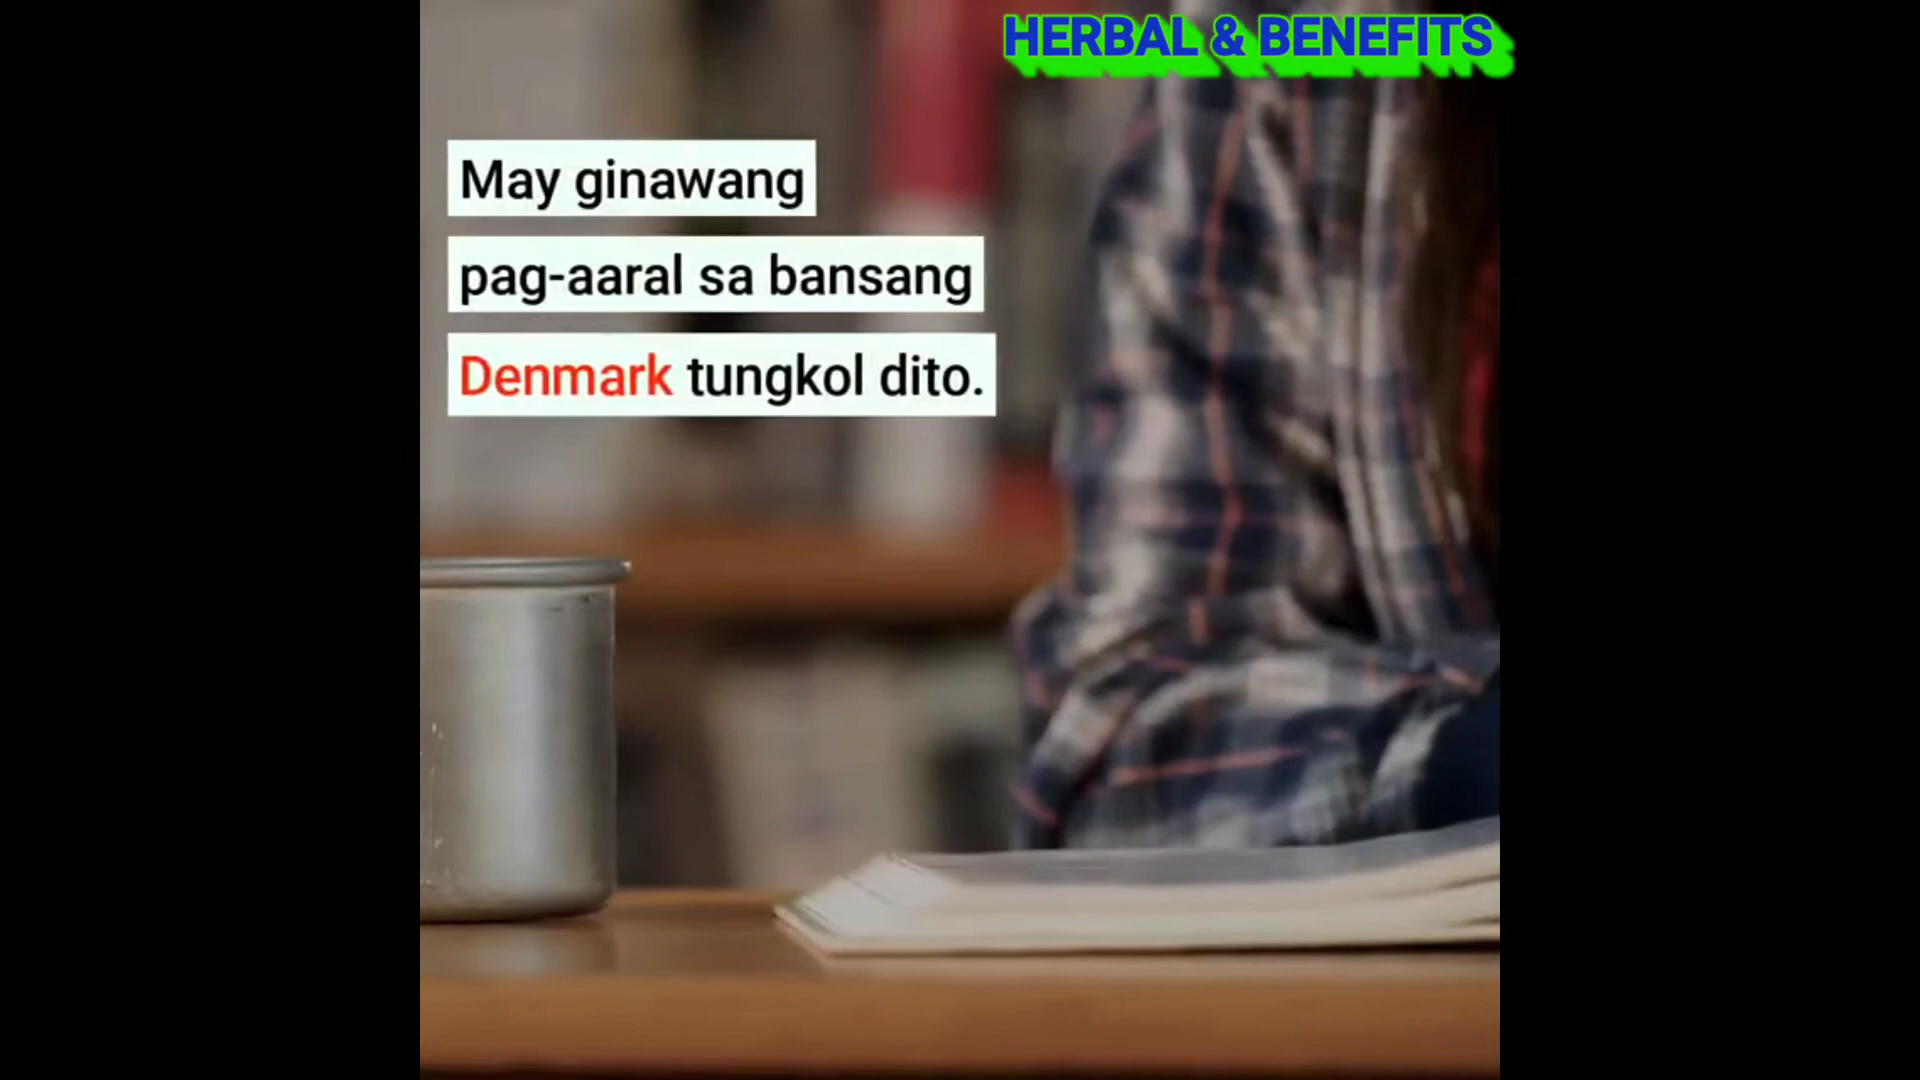 HERBAL & BENEFITS
May ginawang
pag-aaral sa bansang
Denmark tungkol dito.